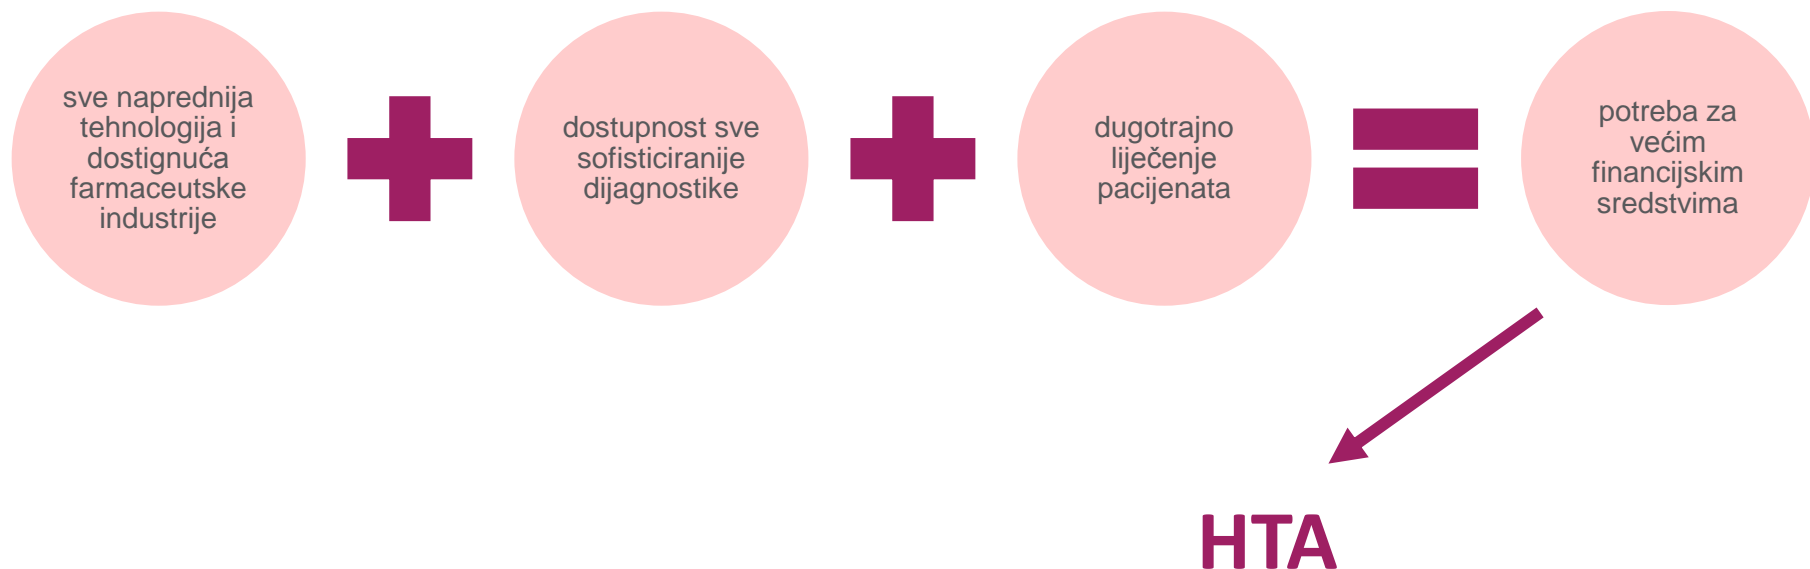 sve naprednija
tehnologija i
dostignuća
farmaceutske
industrije
dostupnost sve
sofisticiranije
dijagnostike
dugotrajno
liječenje
pacijenata
potreba za
većim
financijskim
sredstvima
HTA